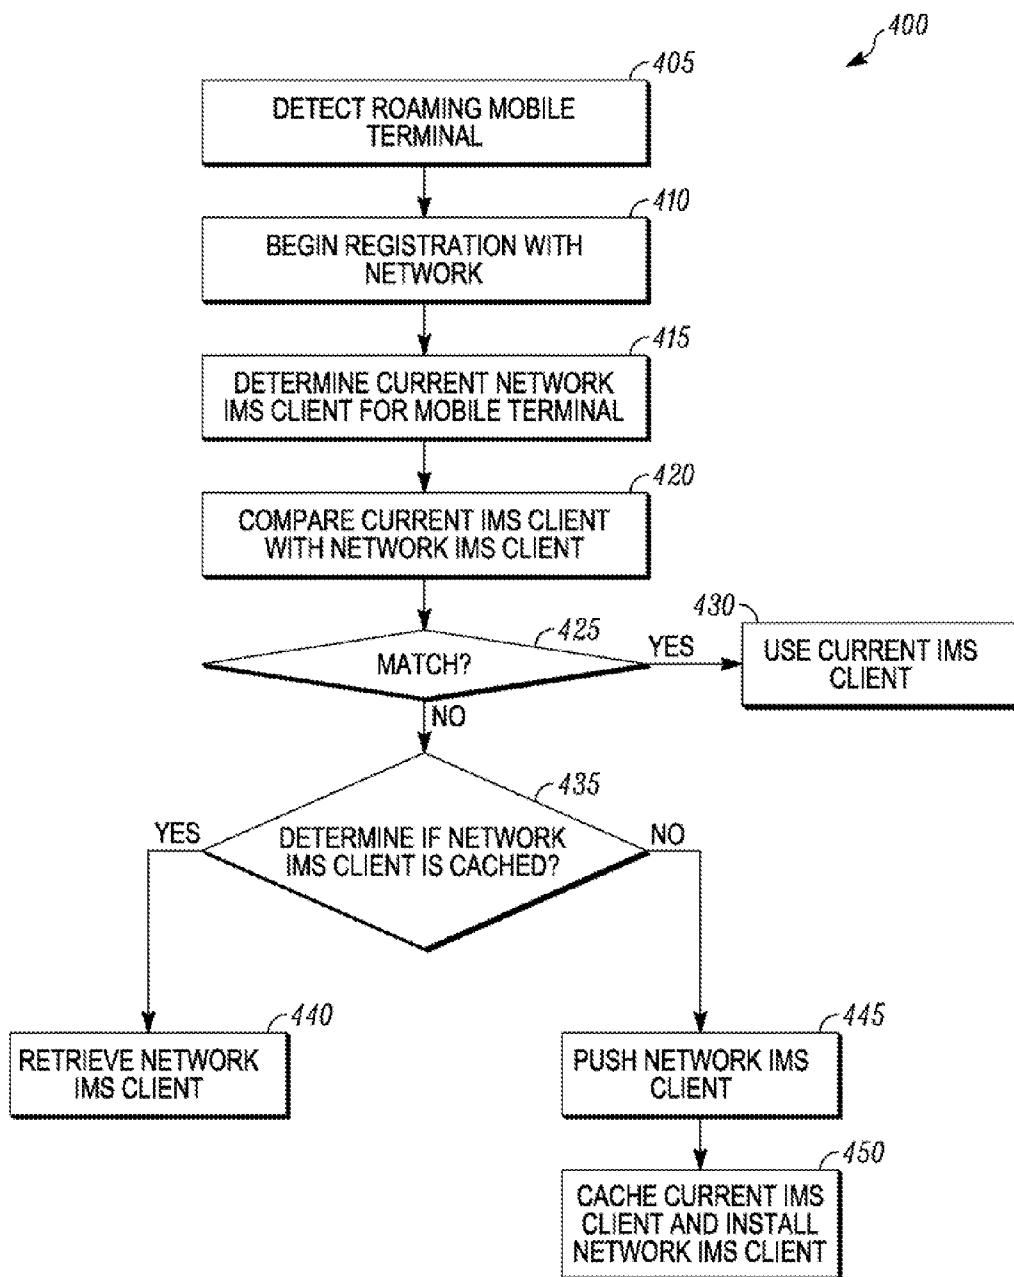 400
405
DETECT ROAMING MOBILE
TERMINAL
410
BEGIN REGISTRATION WITH
NETWORK
415
DETERMINE CURRENT NETWORK
IMS CLIENT FOR MOBILE TERMINAL
420
COMPARE CURRENT IMS CLIENT
WITH NETWORK IMS CLIENT
425
MATCH?
YES
430
USE CURRENT IMS
CLIENT
NO
435
DETERMINE IF NETWORK
IMS CLIENT IS CACHED?
YES
NO
440
RETRIEVE NETWORK
IMS CLIENT
445
PUSH NETWORK IMS
CLIENT
450
CACHE CURRENT IMS
CLIENT AND INSTALL
NETWORK IMS CLIENT